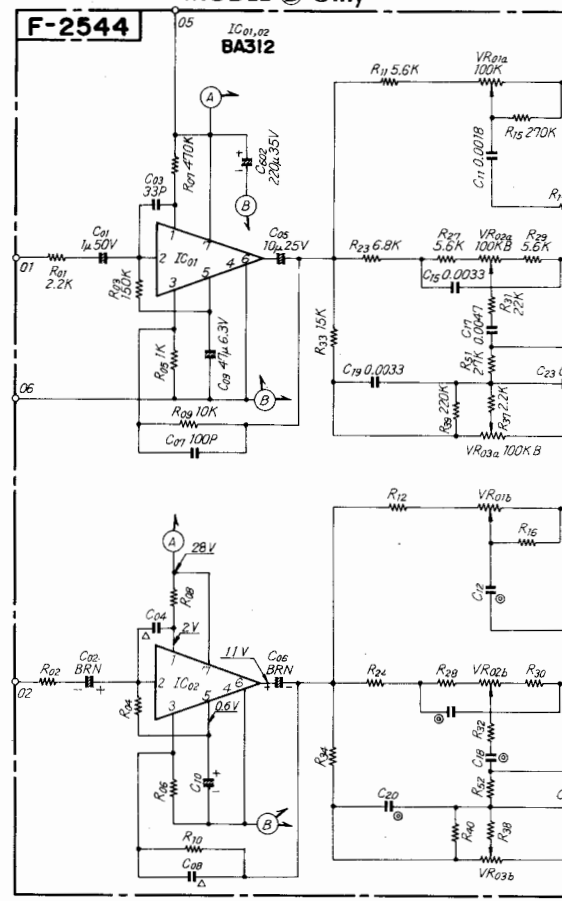 F-2544
05
IC01,02
BA312
A
R07 470K
C602
220μ35V
B
C03
33P
01
R01
2.2K
C01
1μ50V
R03
150K
1
2
3
7
5
4
6
IC01
C05
10μ25V
R05 1K
C09 47μ6.3V
06
B
R09 10K
C07 100P
R11 5.6K
VR01a
100K
R15 270K
C11 0.0018
R23 6.8K
R27
5.6K
VR02a
100KB
R29
5.6K
C15 0.0033
R31
22K
C17
0.0047
R33 15K
R51
27K
C19 0.0033
C23
R39 220K
R37 2.2K
VR03a 100KB
A
28V
R08
C04
△
2V
02
R02
C02
BRN
R04
1
2
3
7
5
4
6
IC02
11V
C06
BRN
0.6V
R06
C10
B
R10
C08
△
R12
VR01b
R16
C12
R24
R28
VR02b
R30
R32
C18
R34
R52
C20
R40
R38
VR03b